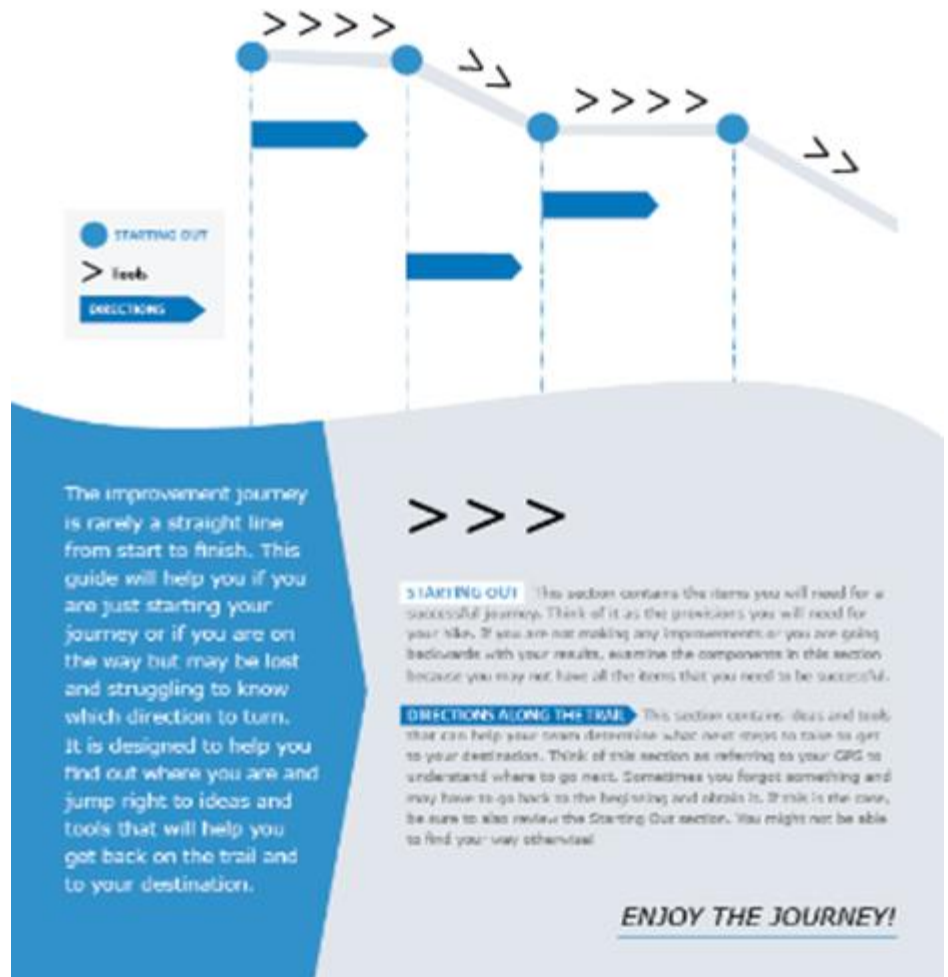 > > > >
> >
> > > >
> >
STARTING OUT
> Tools
DIRECTIONS
The improvement journey
is rarely a straight line
from start to finish. This
guide will help you if you
are just starting your
journey or if you are on
the way but may be lost
and struggling to know
which direction to turn.
It is designed to help you
find out where you are and
jump right to ideas and
tools that will help you
get back on the trail and
to your destination.
> > >
STARTING OUT This section contains the items you will need for a
successful journey. Think of it as the provisions you will need for
your hike. If you are not making any improvements or you are going
backwards with your results, examine the components in this section
because you may not have all the items that you need to be successful.
DIRECTIONS ALONG THE TRAIL This section contains ideas and tools
that can help your team determine what next steps to take to get
to your destination. Think of this section as referring to your GPS to
understand where to go next. Sometimes you forgot something and
may have to go back to the beginning and obtain it. If this is the case,
be sure to also review the Starting Out section. You might not be able
to find your way otherwise!
ENJOY THE JOURNEY!